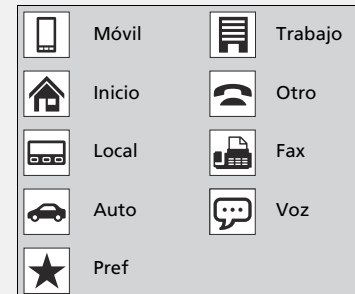 Móvil Trabajo
Inicio Otro
Local Fax
Auto Voz
Pref